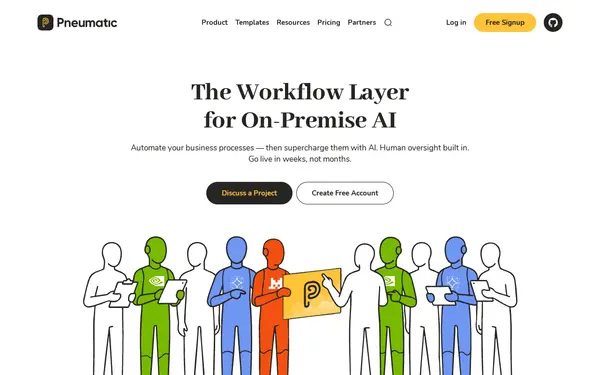 Pneumatic
Product Templates Resources Pricing Partners
Log in
Free Signup
The Workflow Layer
for On-Premise AI
Automate your business processes — then supercharge them with AI. Human oversight built in.
Go live in weeks, not months.
Discuss a Project
Create Free Account